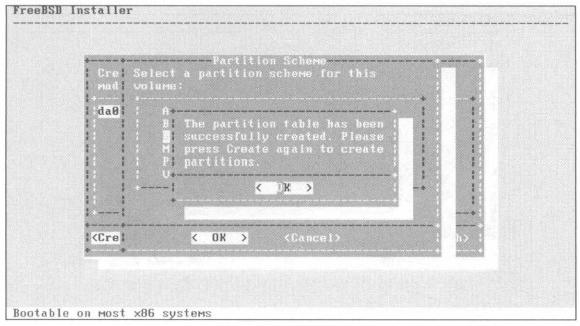 FreeBSD Installer
Partition Scheme
Cre Select a partition scheme for this
mad volume:
da0
A
B The partition table has been
successfully created. Please
M press Create again to create
P partitions.
V
< OK >
<Cre < OK > <Cancel> h>
Bootable on most x86 systems